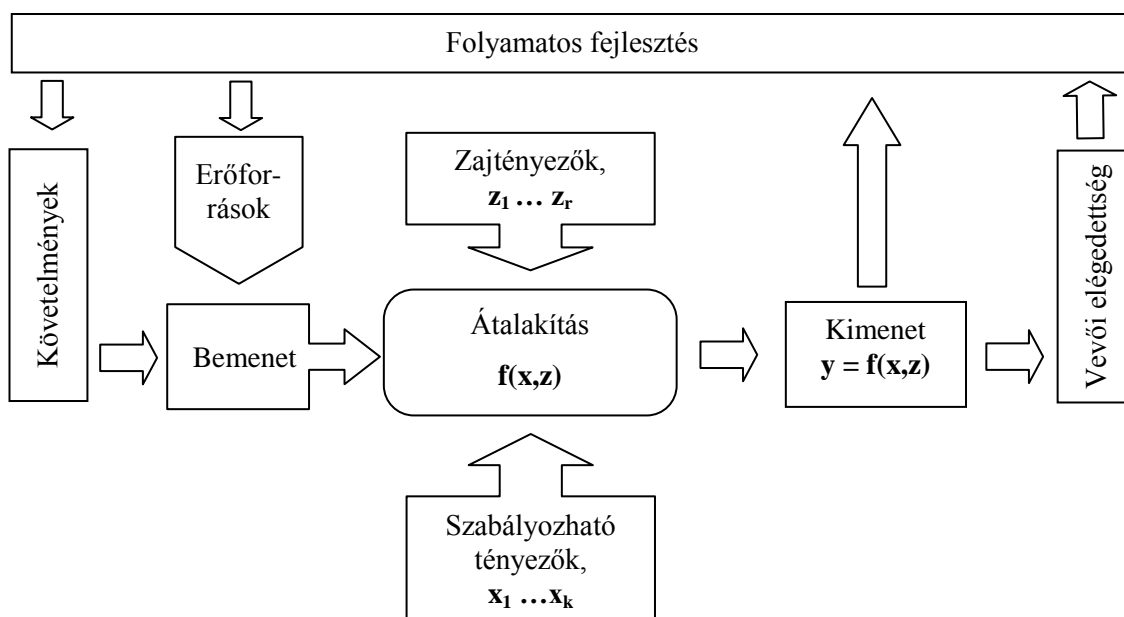 Folyamatos fejlesztés
Követelmények
Erőfor-
rások
Zajtényezők,
z₁ … zᵣ
Bemenet
Átalakítás
f(x,z)
Kimenet
y = f(x,z)
Vevői elégedettség
Szabályozható
tényezők,
x₁ …xₖ